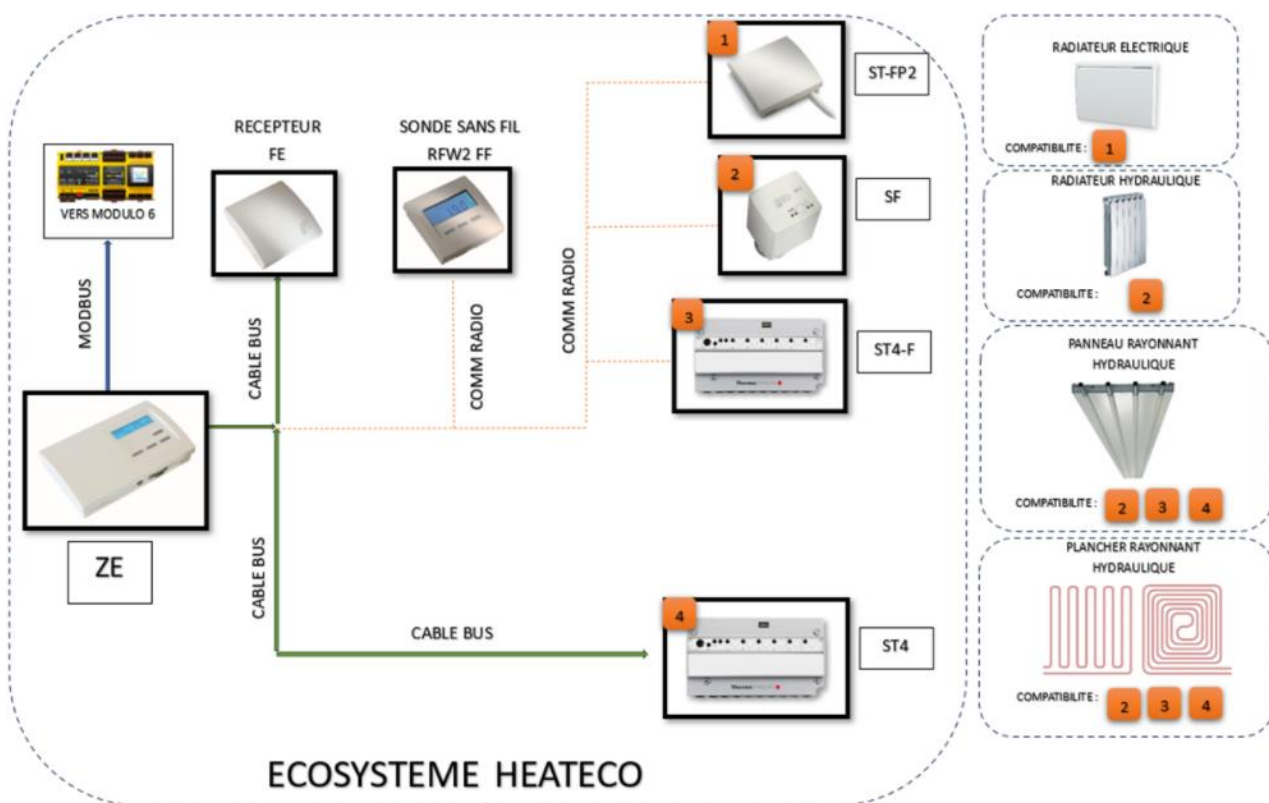 1
ST-FP2
RECEPTEUR
FE
SONDE SANS FIL
RFW2 FF
VERS MODULO 6
2
SF
MODBUS
CABLE BUS
COMM RADIO
COMM RADIO
3
ST4-F
ZE
CABLE BUS
CABLE BUS
4
ST4
ECOSYSTEME HEATECO
RADIATEUR ELECTRIQUE
COMPATIBILITE : 1
RADIATEUR HYDRAULIQUE
COMPATIBILITE : 2
PANNEAU RAYONNANT
HYDRAULIQUE
COMPATIBILITE : 2 3 4
PLANCHER RAYONNANT
HYDRAULIQUE
COMPATIBILITE : 2 3 4